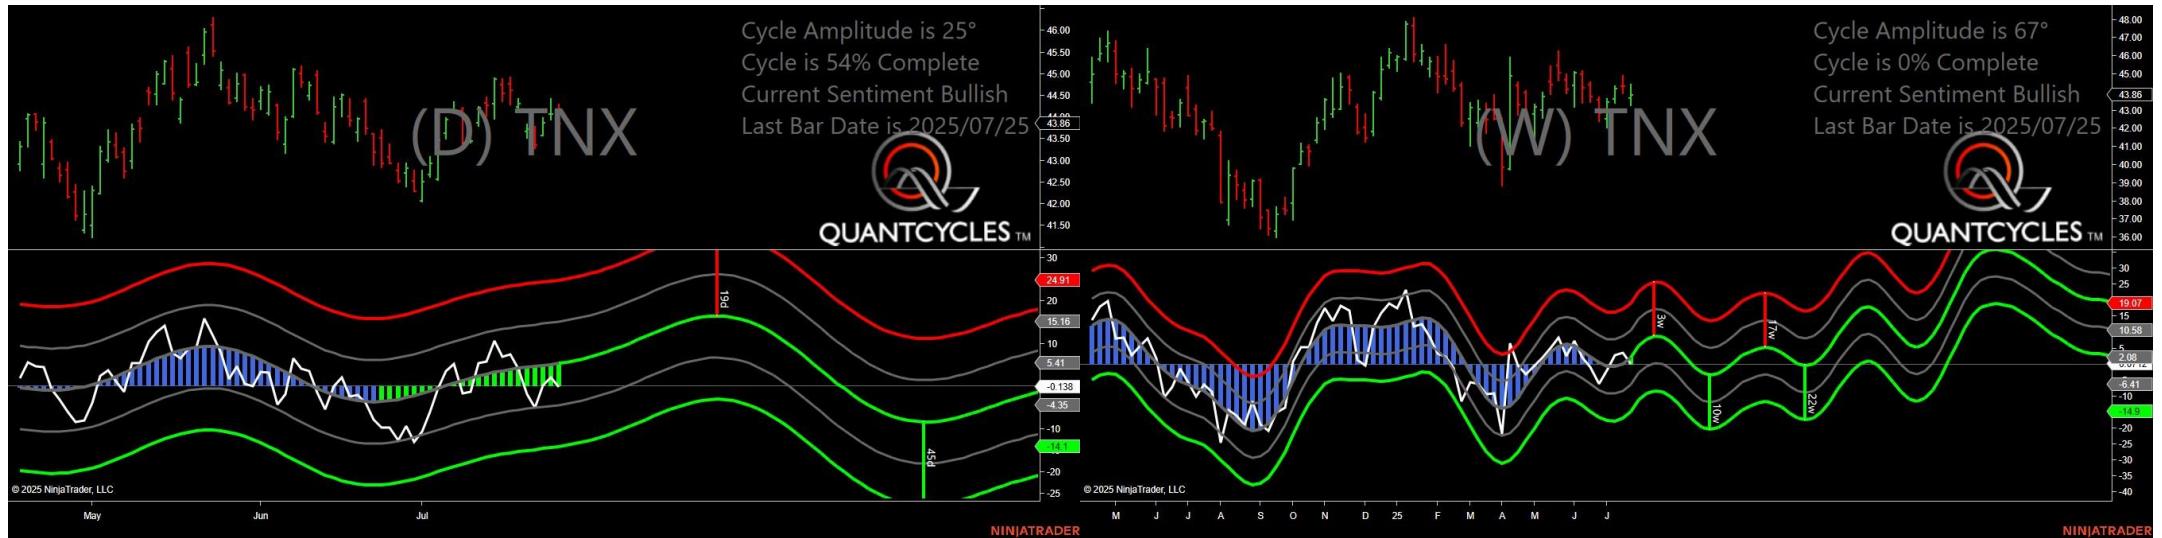 Cycle Amplitude is 25°
Cycle is 54% Complete
Current Sentiment Bullish
Last Bar Date is 2025/07/25
(D) TNX
QUANTCYCLES TM
46.00
45.50
45.00
44.50
44.00
43.86
43.50
43.00
42.50
42.00
41.50
30
24.91
20
15.16
10
5.41
-0.138
-4.35
-10
-14.1
-20
-25
19d
45d
© 2025 NinjaTrader, LLC
May Jun Jul
NINJATRADER
Cycle Amplitude is 67°
Cycle is 0% Complete
Current Sentiment Bullish
Last Bar Date is 2025/07/25
(W) TNX
QUANTCYCLES TM
48.00
47.00
46.00
45.00
43.86
43.00
42.00
41.00
40.00
39.00
38.00
37.00
36.00
30
25
19.07
15
10.58
5
2.08
-6.41
-10
-14.9
-20
-25
-30
-35
-40
3w
10w
17w
22w
© 2025 NinjaTrader, LLC
M J J A S O N D 25 F M A M J J
NINJATRADER